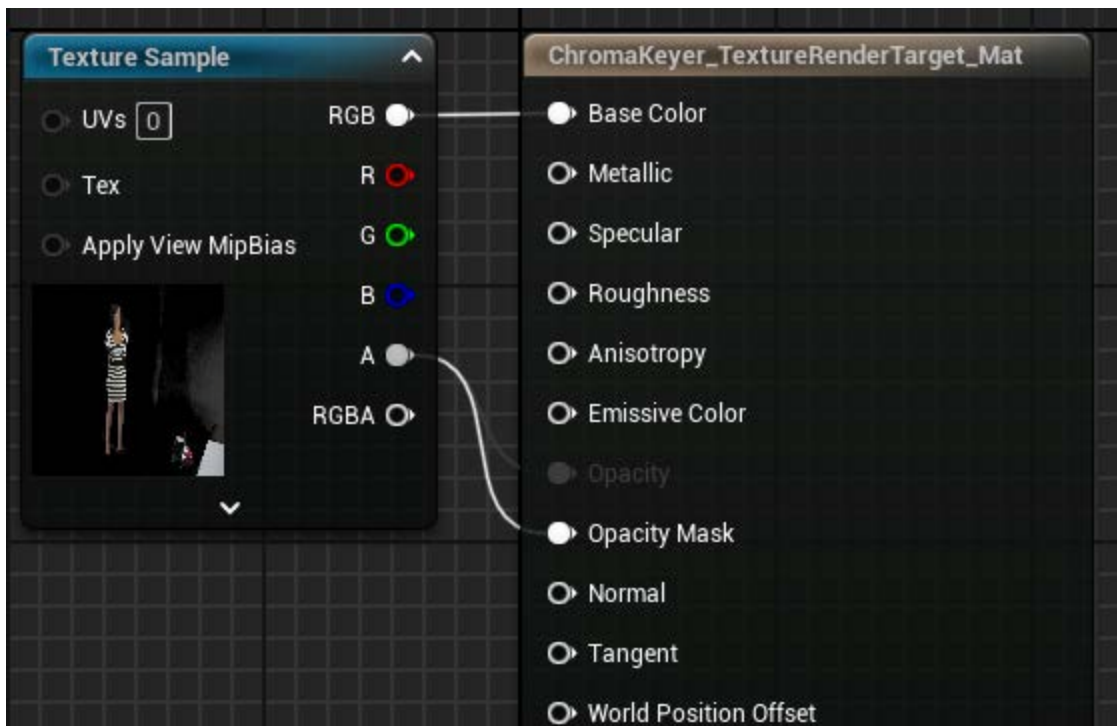 Texture Sample
UVs 0
Tex
Apply View MipBias
RGB
R
G
B
A
RGBA
ChromaKeyer_TextureRenderTarget_Mat
Base Color
Metallic
Specular
Roughness
Anisotropy
Emissive Color
Opacity
Opacity Mask
Normal
Tangent
World Position Offset